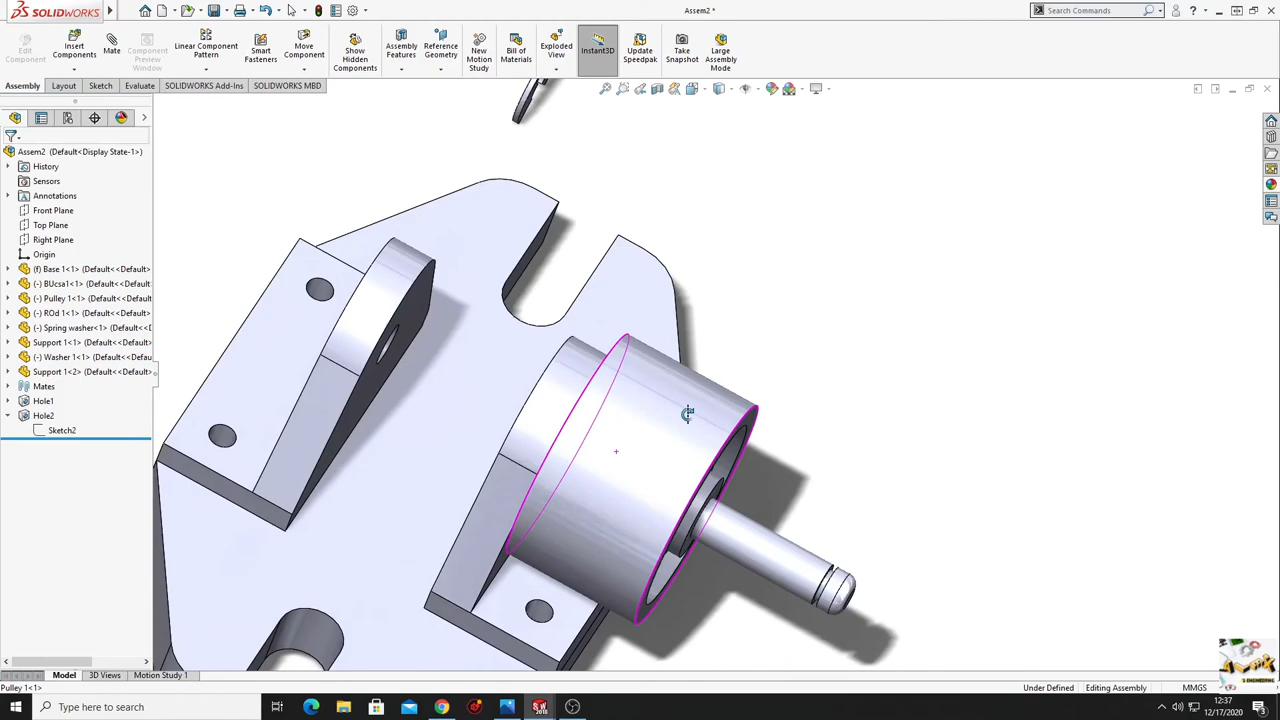 SOLIDWORKS
Assem2 *
Search Commands
Edit Component
Insert Components
Mate
Component Preview Window
Linear Component Pattern
Smart Fasteners
Move Component
Show Hidden Components
Assembly Features
Reference Geometry
New Motion Study
Bill of Materials
Exploded View
Instant3D
Update Speedpak
Take Snapshot
Large Assembly Mode
Assembly Layout Sketch Evaluate SOLIDWORKS Add-Ins SOLIDWORKS MBD
Assem2 (Default<Display State-1>)
History
Sensors
Annotations
Front Plane
Top Plane
Right Plane
Origin
(f) Base 1<1> (Default<<Default>
(-) BUcsa1<1> (Default<<Default>
(-) Pulley 1<1> (Default<<Default>
(-) ROd 1<1> (Default<<Default>
(-) Spring washer<1> (Default<<D
Support 1<1> (Default<<Default>
(-) Washer 1<1> (Default<<Defau
Support 1<2> (Default<<Default>
Mates
Hole1
Hole2
Sketch2
Model 3D Views Motion Study 1
Pulley 1<1>
Under Defined Editing Assembly MMGS
Type here to search
12:37
12/17/2020